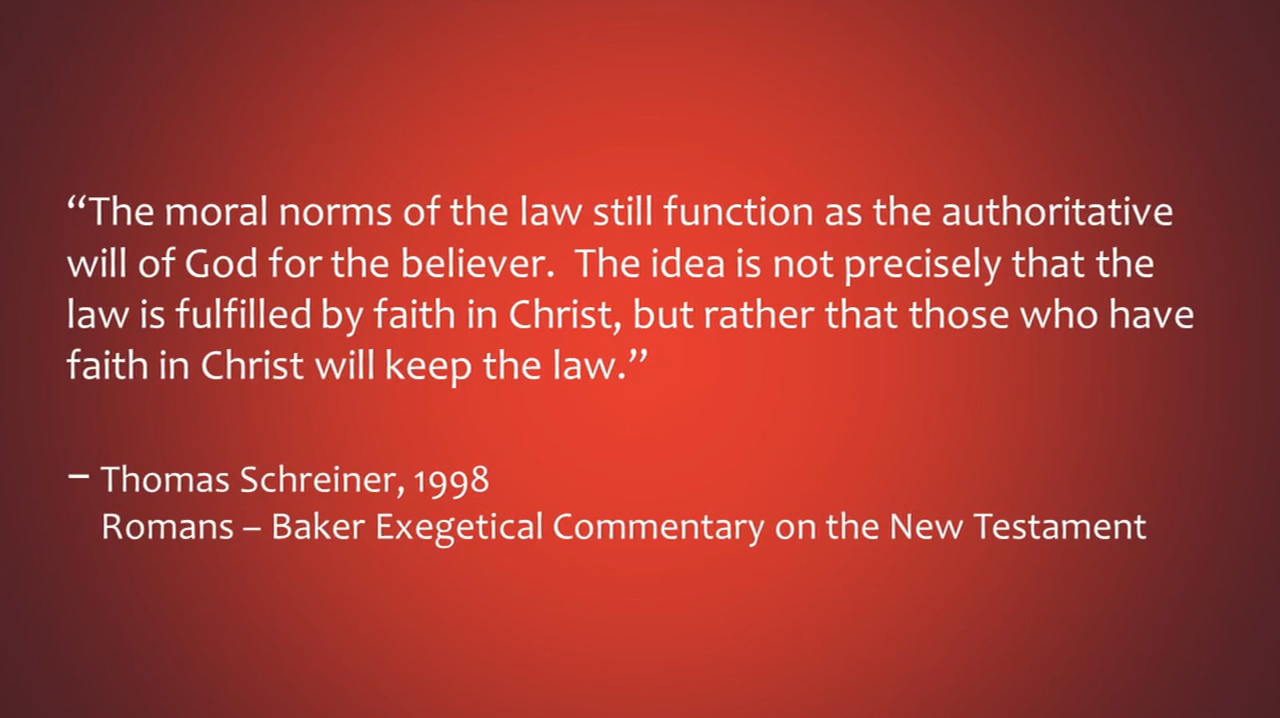 “The moral norms of the law still function as the authoritative
will of God for the believer.  The idea is not precisely that the
law is fulfilled by faith in Christ, but rather that those who have
faith in Christ will keep the law.”
– Thomas Schreiner, 1998
Romans – Baker Exegetical Commentary on the New Testament